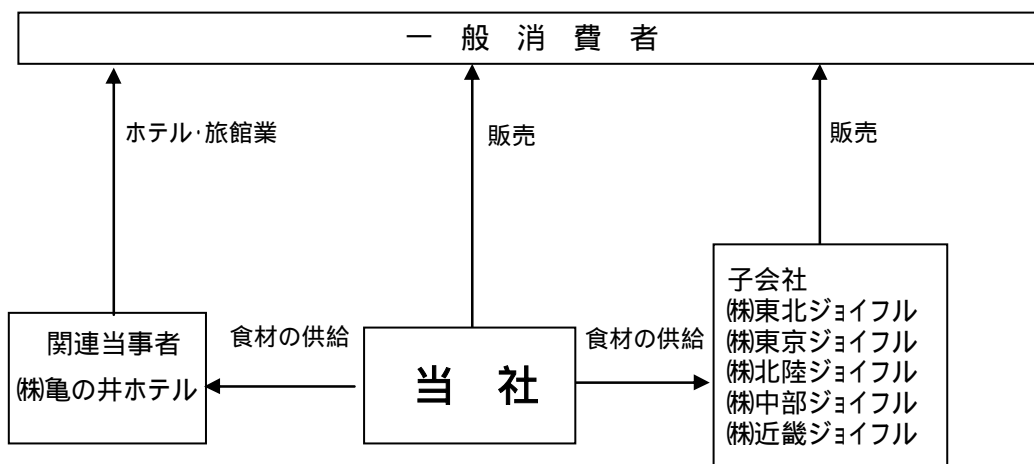 一 般 消 費 者
ホテル・旅館業
販売
販売
関連当事者
㈱亀の井ホテル
食材の供給
当 社
食材の供給
子会社
㈱東北ジョイフル
㈱東京ジョイフル
㈱北陸ジョイフル
㈱中部ジョイフル
㈱近畿ジョイフル